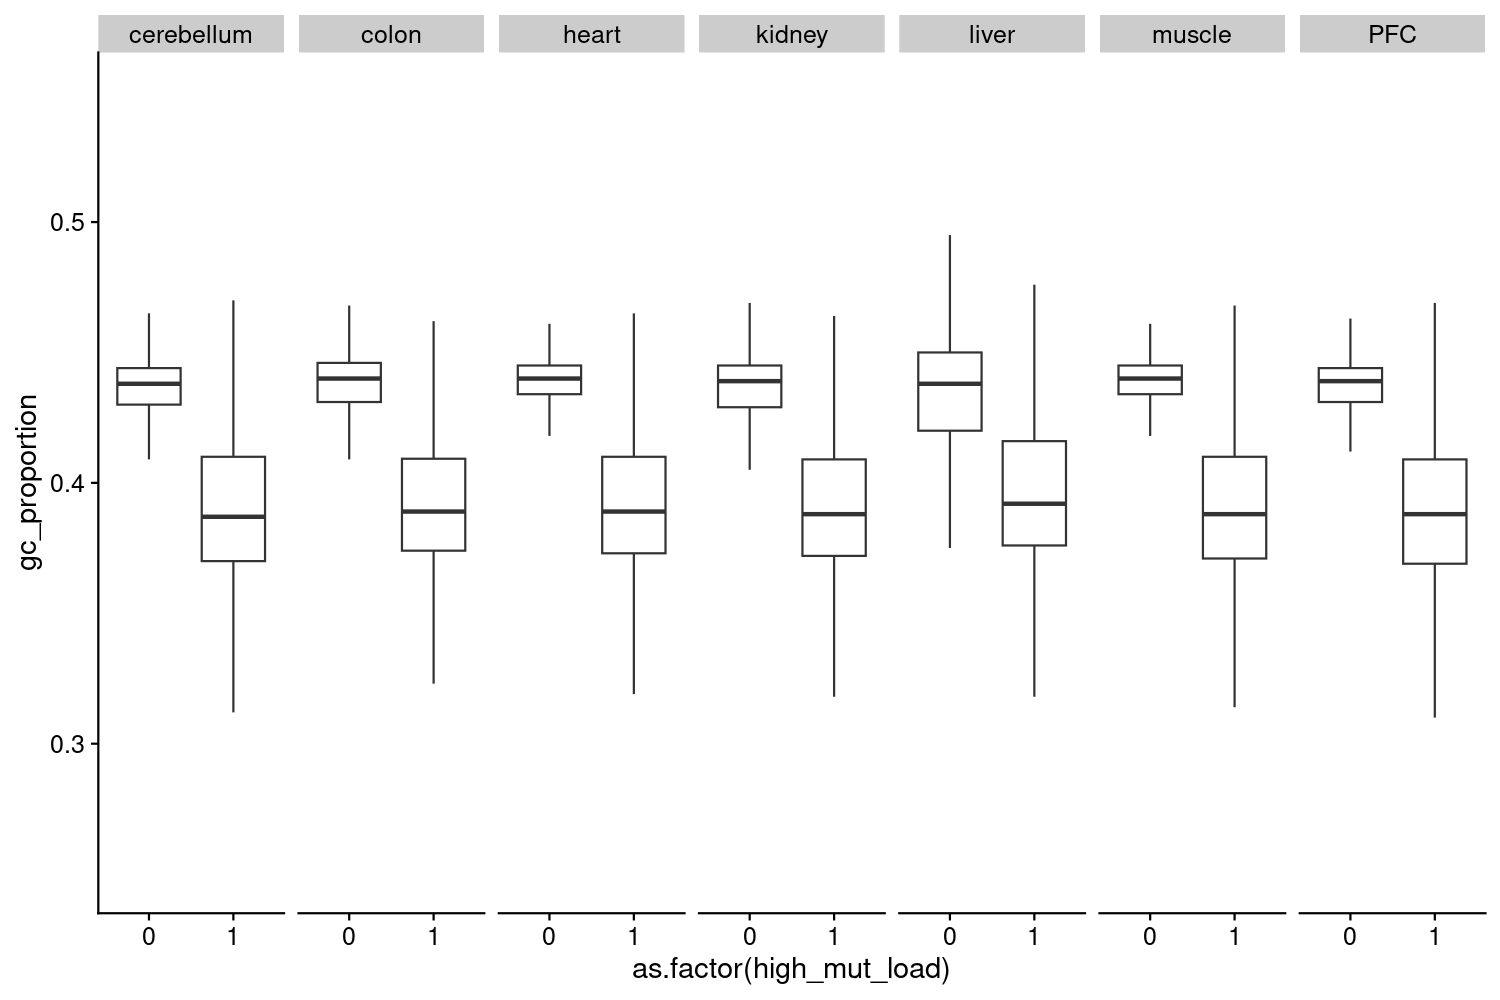 cerebellum colon heart kidney liver muscle PFC
gc_proportion
0.5
0.4
0.3
0 1 0 1 0 1 0 1 0 1 0 1 0 1
as.factor(high_mut_load)